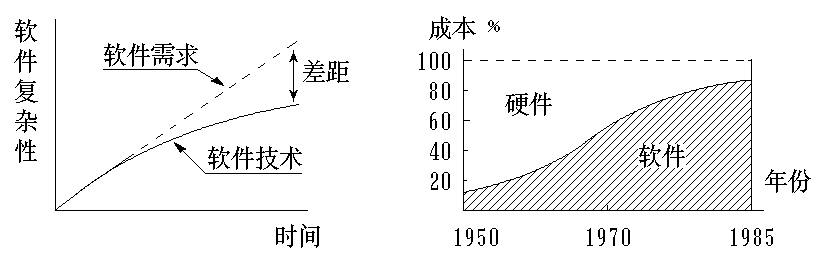 软件复杂性
软件需求
差距
软件技术
时间
成本 %
100
80
60
40
20
硬件
软件
年份
1950
1970
1985